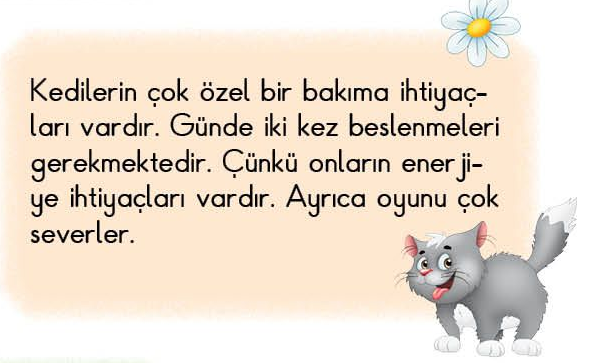 Kedilerin çok özel bir bakıma ihtiyaç-
ları vardır. Günde iki kez beslenmeleri
gerekmektedir. Çünkü onların enerji-
ye ihtiyaçları vardır. Ayrıca oyunu çok
severler.